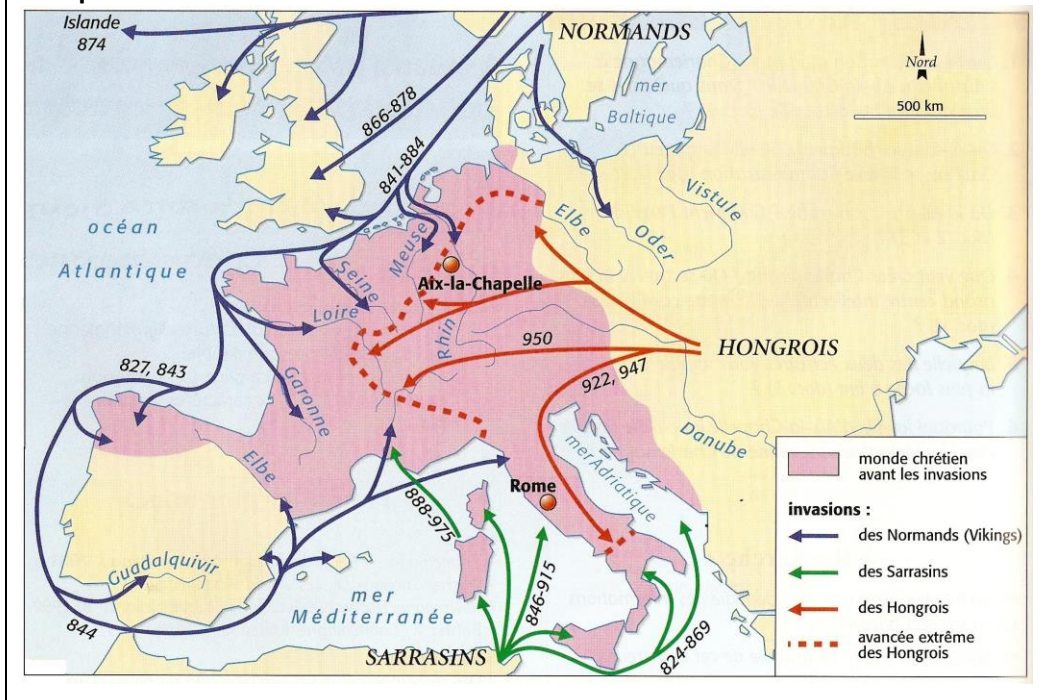 Islande
874
NORMANDS
Nord
500 km
mer
Baltique
866-878
841-884
Vistule
Oder
Elbe
océan
Atlantique
Meuse
Seine
Aix-la-Chapelle
Loire
Rhin
950
HONGROIS
827, 843
922, 947
Garonne
Danube
Elbe
mer Adriatique
Rome
888-975
Guadalquivir
846-915
mer
Méditerranée
844
824-869
SARRASINS
monde chrétien
avant les invasions
invasions :
des Normands (Vikings)
des Sarrasins
des Hongrois
avancée extrême
des Hongrois